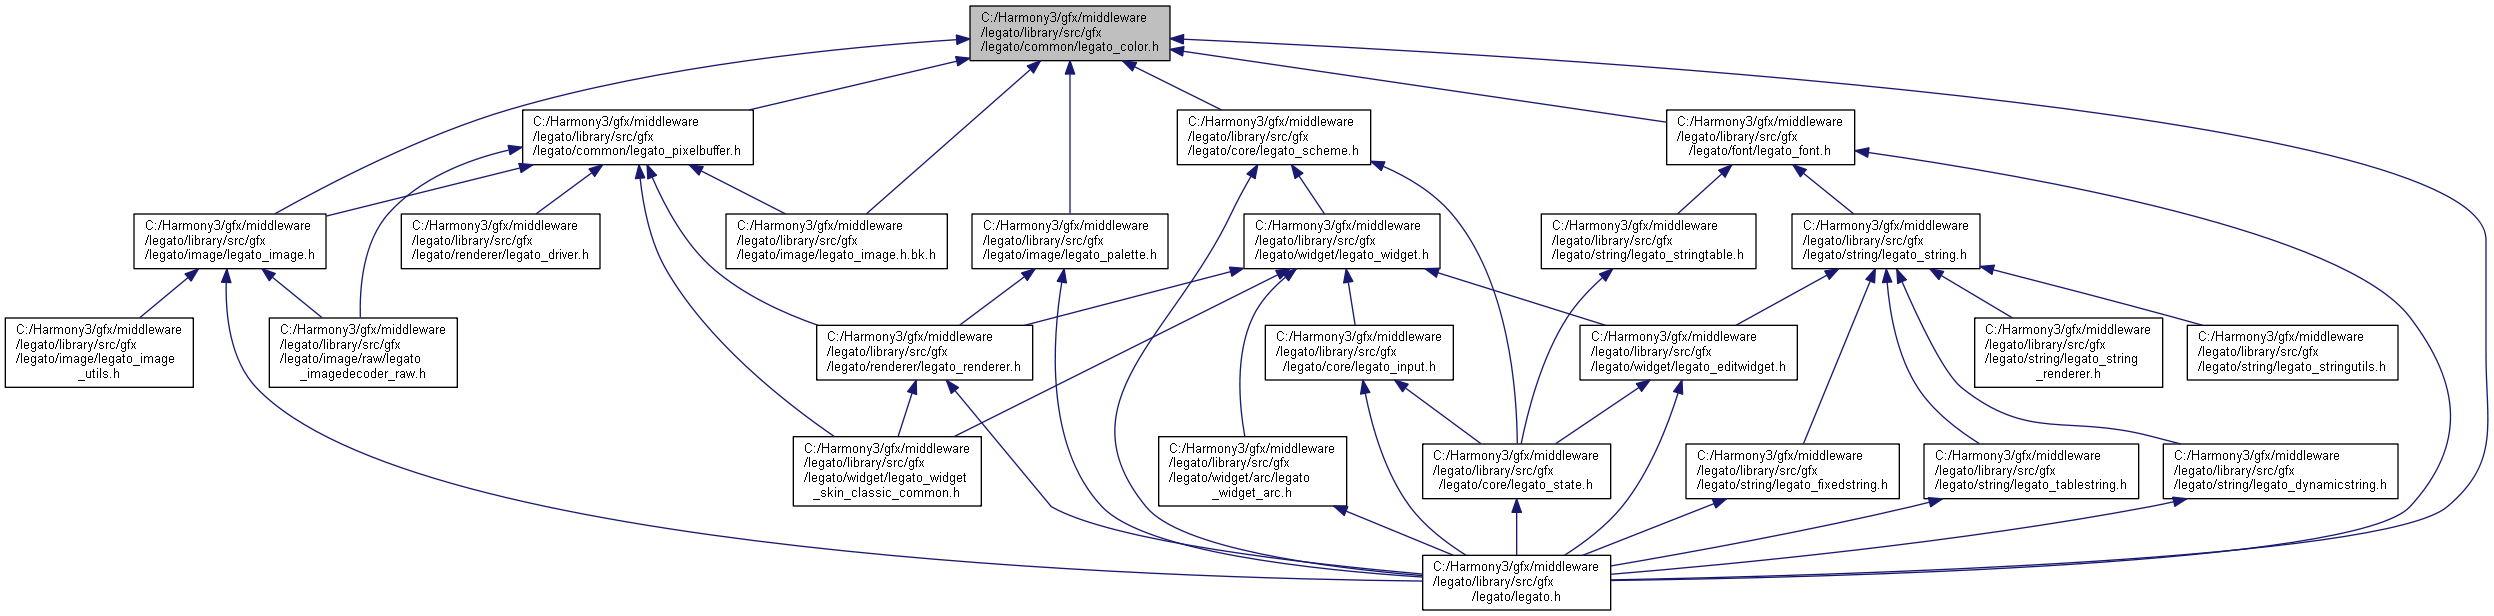 C:/Harmony3/gfx/middleware
/legato/library/src/gfx
/legato/common/legato_color.h
C:/Harmony3/gfx/middleware
/legato/library/src/gfx
/legato/common/legato_pixelbuffer.h
C:/Harmony3/gfx/middleware
/legato/library/src/gfx
/legato/core/legato_scheme.h
C:/Harmony3/gfx/middleware
/legato/library/src/gfx
/legato/font/legato_font.h
C:/Harmony3/gfx/middleware
/legato/library/src/gfx
/legato/image/legato_image.h
C:/Harmony3/gfx/middleware
/legato/library/src/gfx
/legato/renderer/legato_driver.h
C:/Harmony3/gfx/middleware
/legato/library/src/gfx
/legato/image/legato_image.h.bk.h
C:/Harmony3/gfx/middleware
/legato/library/src/gfx
/legato/image/legato_palette.h
C:/Harmony3/gfx/middleware
/legato/library/src/gfx
/legato/widget/legato_widget.h
C:/Harmony3/gfx/middleware
/legato/library/src/gfx
/legato/string/legato_stringtable.h
C:/Harmony3/gfx/middleware
/legato/library/src/gfx
/legato/string/legato_string.h
C:/Harmony3/gfx/middleware
/legato/library/src/gfx
/legato/image/legato_image
_utils.h
C:/Harmony3/gfx/middleware
/legato/library/src/gfx
/legato/image/raw/legato
_imagedecoder_raw.h
C:/Harmony3/gfx/middleware
/legato/library/src/gfx
/legato/renderer/legato_renderer.h
C:/Harmony3/gfx/middleware
/legato/library/src/gfx
/legato/core/legato_input.h
C:/Harmony3/gfx/middleware
/legato/library/src/gfx
/legato/widget/legato_editwidget.h
C:/Harmony3/gfx/middleware
/legato/library/src/gfx
/legato/string/legato_string
_renderer.h
C:/Harmony3/gfx/middleware
/legato/library/src/gfx
/legato/string/legato_stringutils.h
C:/Harmony3/gfx/middleware
/legato/library/src/gfx
/legato/widget/legato_widget
_skin_classic_common.h
C:/Harmony3/gfx/middleware
/legato/library/src/gfx
/legato/widget/arc/legato
_widget_arc.h
C:/Harmony3/gfx/middleware
/legato/library/src/gfx
/legato/core/legato_state.h
C:/Harmony3/gfx/middleware
/legato/library/src/gfx
/legato/string/legato_fixedstring.h
C:/Harmony3/gfx/middleware
/legato/library/src/gfx
/legato/string/legato_tablestring.h
C:/Harmony3/gfx/middleware
/legato/library/src/gfx
/legato/string/legato_dynamicstring.h
C:/Harmony3/gfx/middleware
/legato/library/src/gfx
/legato/legato.h